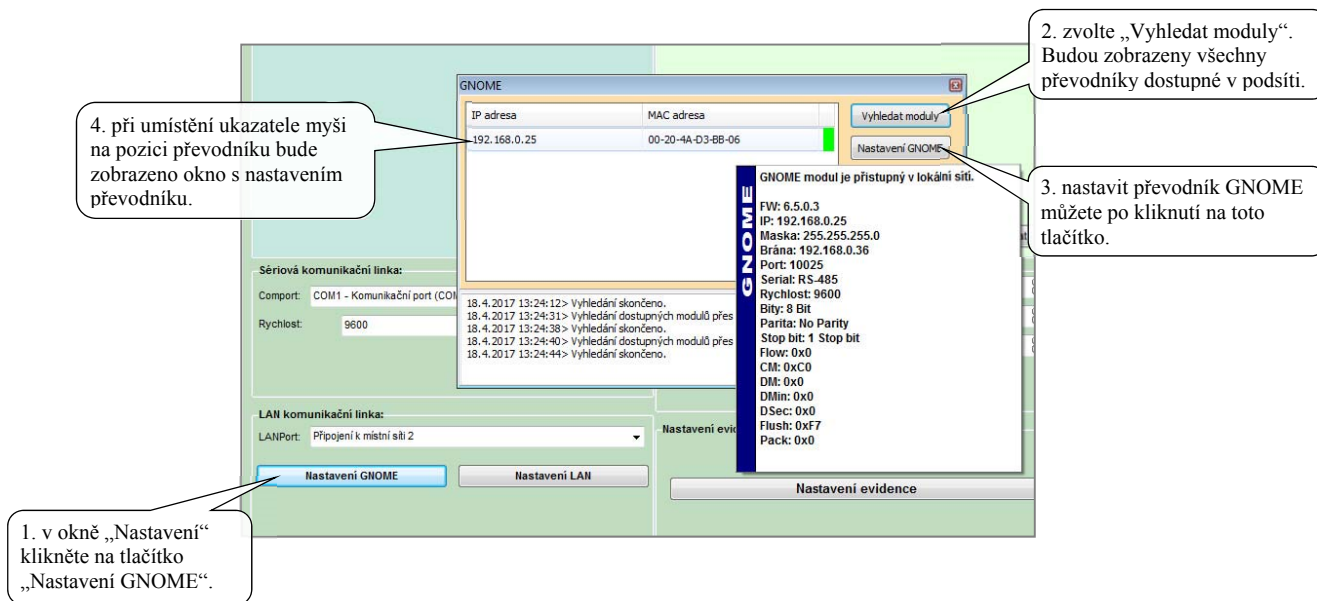 2. zvolte „Vyhledat moduly“.
Budou zobrazeny všechny
převodníky dostupné v podsíti.
GNOME
IP adresa MAC adresa
192.168.0.25 00-20-4A-D3-BB-06
Vyhledat moduly
Nastavení GNOME
4. při umístění ukazatele myši
na pozici převodníku bude
zobrazeno okno s nastavením
převodníku.
3. nastavit převodník GNOME
můžete po kliknutí na toto
tlačítko.
GNOME
GNOME modul je přístupný v lokální síti.
FW: 6.5.0.3
IP: 192.168.0.25
Maska: 255.255.255.0
Brána: 192.168.0.36
Port: 10025
Serial: RS-485
Rychlost: 9600
Bity: 8 Bit
Parita: No Parity
Stop bit: 1 Stop bit
Flow: 0x0
CM: 0xC0
DM: 0x0
DMin: 0x0
DSec: 0x0
Flush: 0xF7
Pack: 0x0
18.4.2017 13:24:12> Vyhledání skončeno.
18.4.2017 13:24:31> Vyhledání dostupných modulů přes
18.4.2017 13:24:38> Vyhledání skončeno.
18.4.2017 13:24:40> Vyhledání dostupných modulů přes
18.4.2017 13:24:44> Vyhledání skončeno.
Sériová komunikační linka:
Comport: COM1 - Komunikační port (COM
Rychlost: 9600
LAN komunikační linka:
LANPort: Připojení k místní síti 2
Nastavení GNOME Nastavení LAN
Nastavení evid
Nastavení evidence
1. v okně „Nastavení“
klikněte na tlačítko
„Nastavení GNOME“.